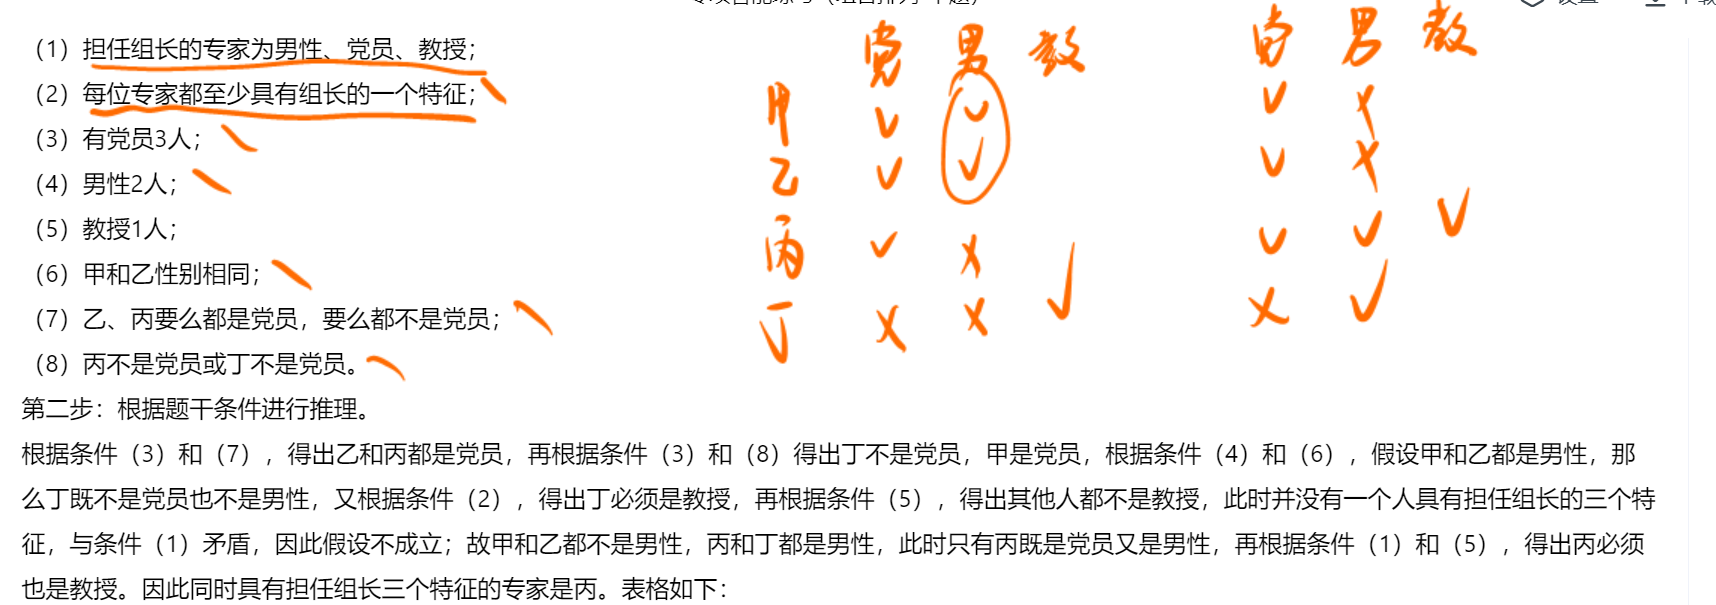 (1)担任组长的专家为男性、党员、教授;
(2)每位专家都至少具有组长的一个特征;
(3)有党员3人;
(4)男性2人;
(5)教授1人;
(6)甲和乙性别相同;
(7)乙、丙要么都是党员，要么都不是党员;
(8)丙不是党员或丁不是党员。
第二步：根据题干条件进行推理。
根据条件(3)和(7)，得出乙和丙都是党员，再根据条件(3)和(8)得出丁不是党员，甲是党员，根据条件(4)和(6)，假设甲和乙都是男性，那
么丁既不是党员也不是男性，又根据条件(2)，得出丁必须是教授，再根据条件(5)，得出其他人都不是教授，此时并没有一个人具有担任组长的三个特
征，与条件(1)矛盾，因此假设不成立；故甲和乙都不是男性，丙和丁都是男性，此时只有丙既是党员又是男性，再根据条件(1)和(5)，得出丙必须
也是教授。因此同时具有担任组长三个特征的专家是丙。表格如下：
党 男 教
甲 ✓ ✓
乙 ✓ ✓
丙 ✓ ✗
丁 ✗ ✗ ✓
党 男 教
✓ ✗
✓ ✗
✓ ✓ ✓
✗ ✓